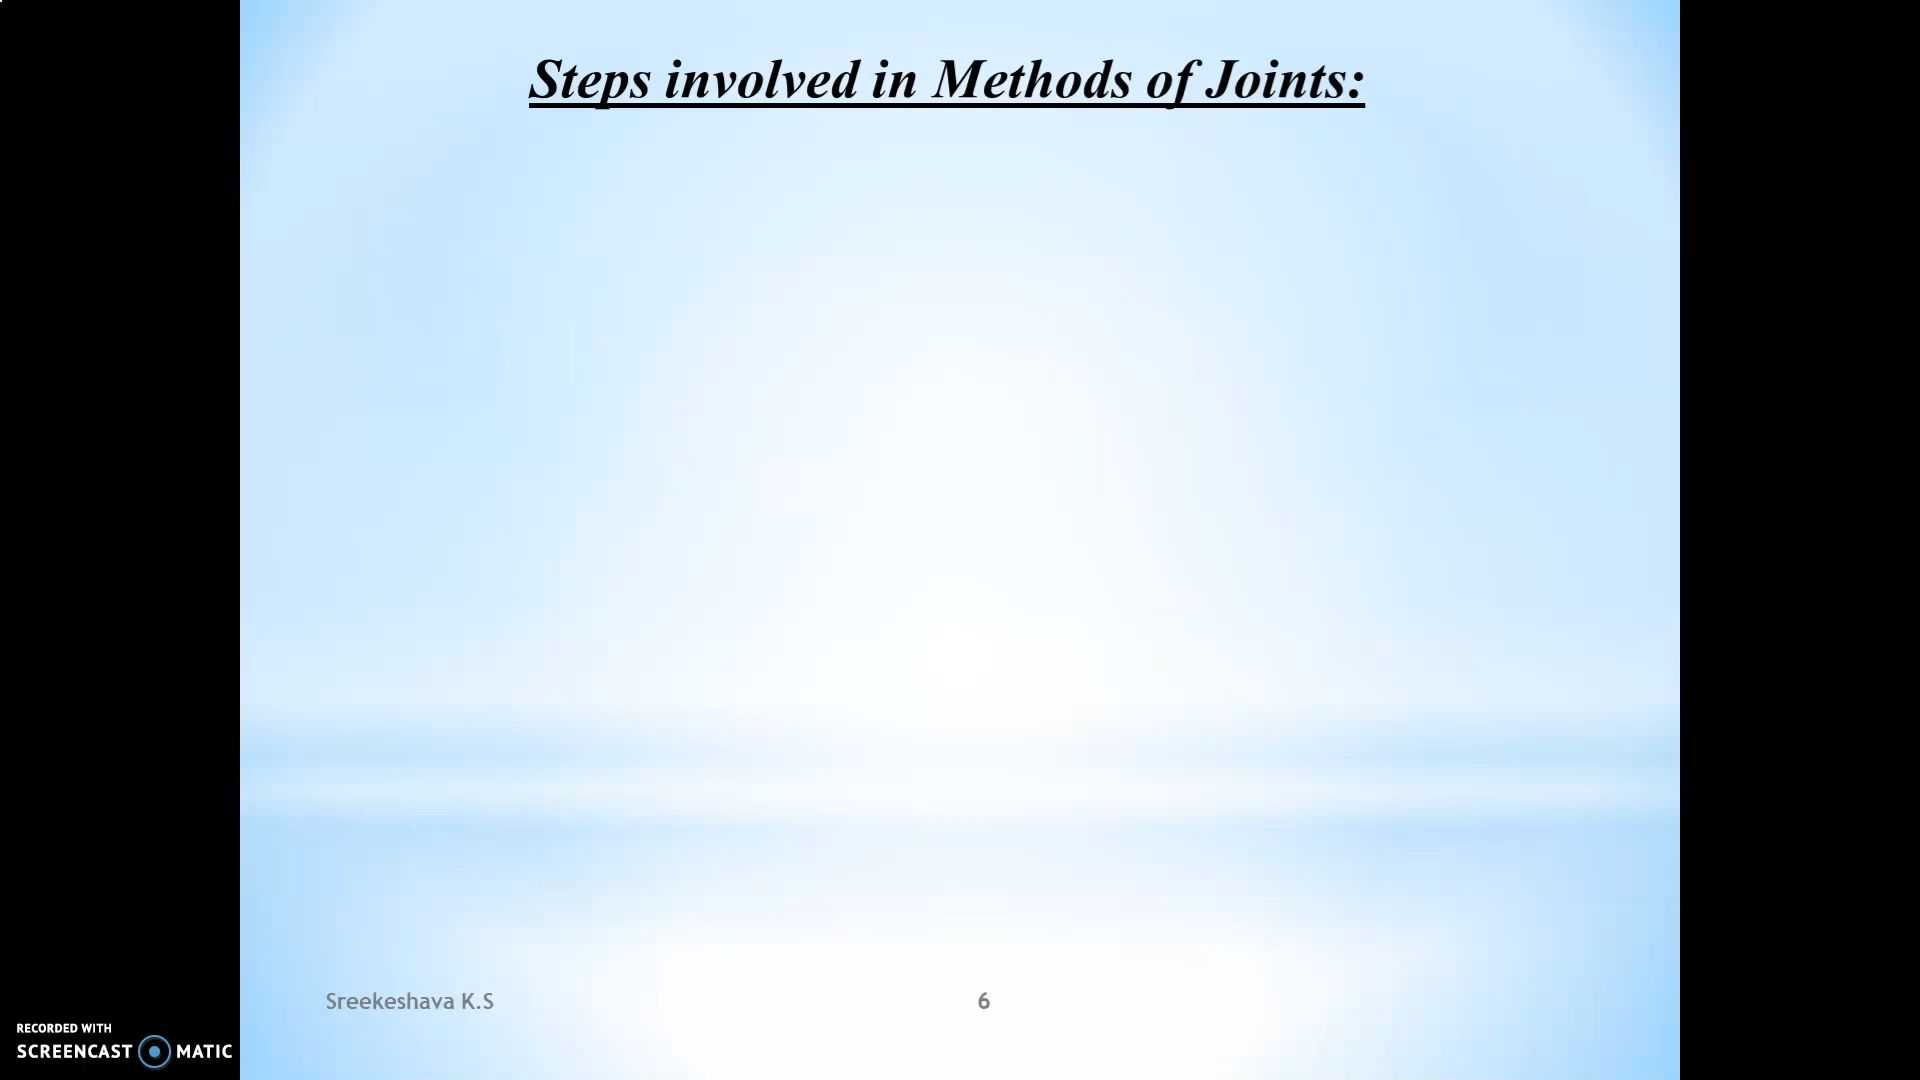 Steps involved in Methods of Joints:
Sreekeshava K.S
6
RECORDED WITH
SCREENCAST MATIC